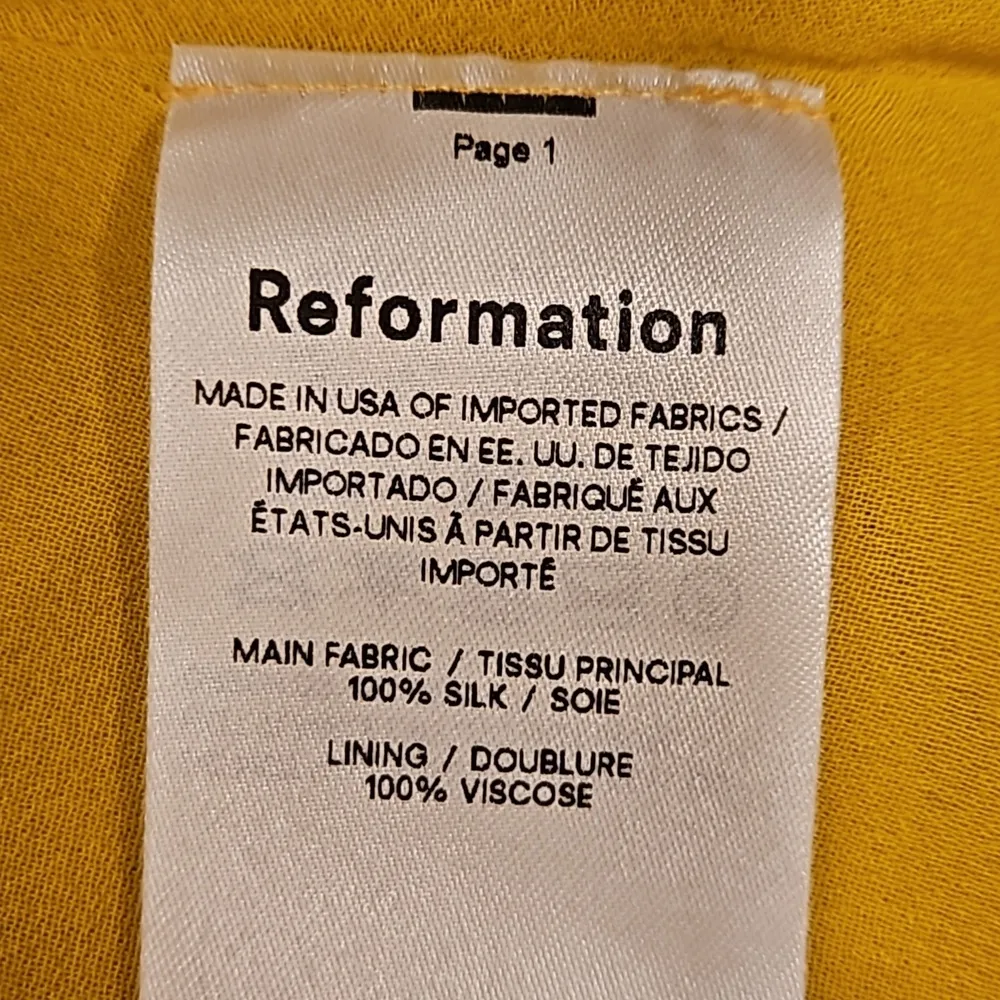 Page 1
Reformation
MADE IN USA OF IMPORTED FABRICS /
FABRICADO EN EE. UU. DE TEJIDO
IMPORTADO / FABRIQUÉ AUX
ÉTATS-UNIS À PARTIR DE TISSU
IMPORTÉ
MAIN FABRIC / TISSU PRINCIPAL
100% SILK / SOIE
LINING / DOUBLURE
100% VISCOSE